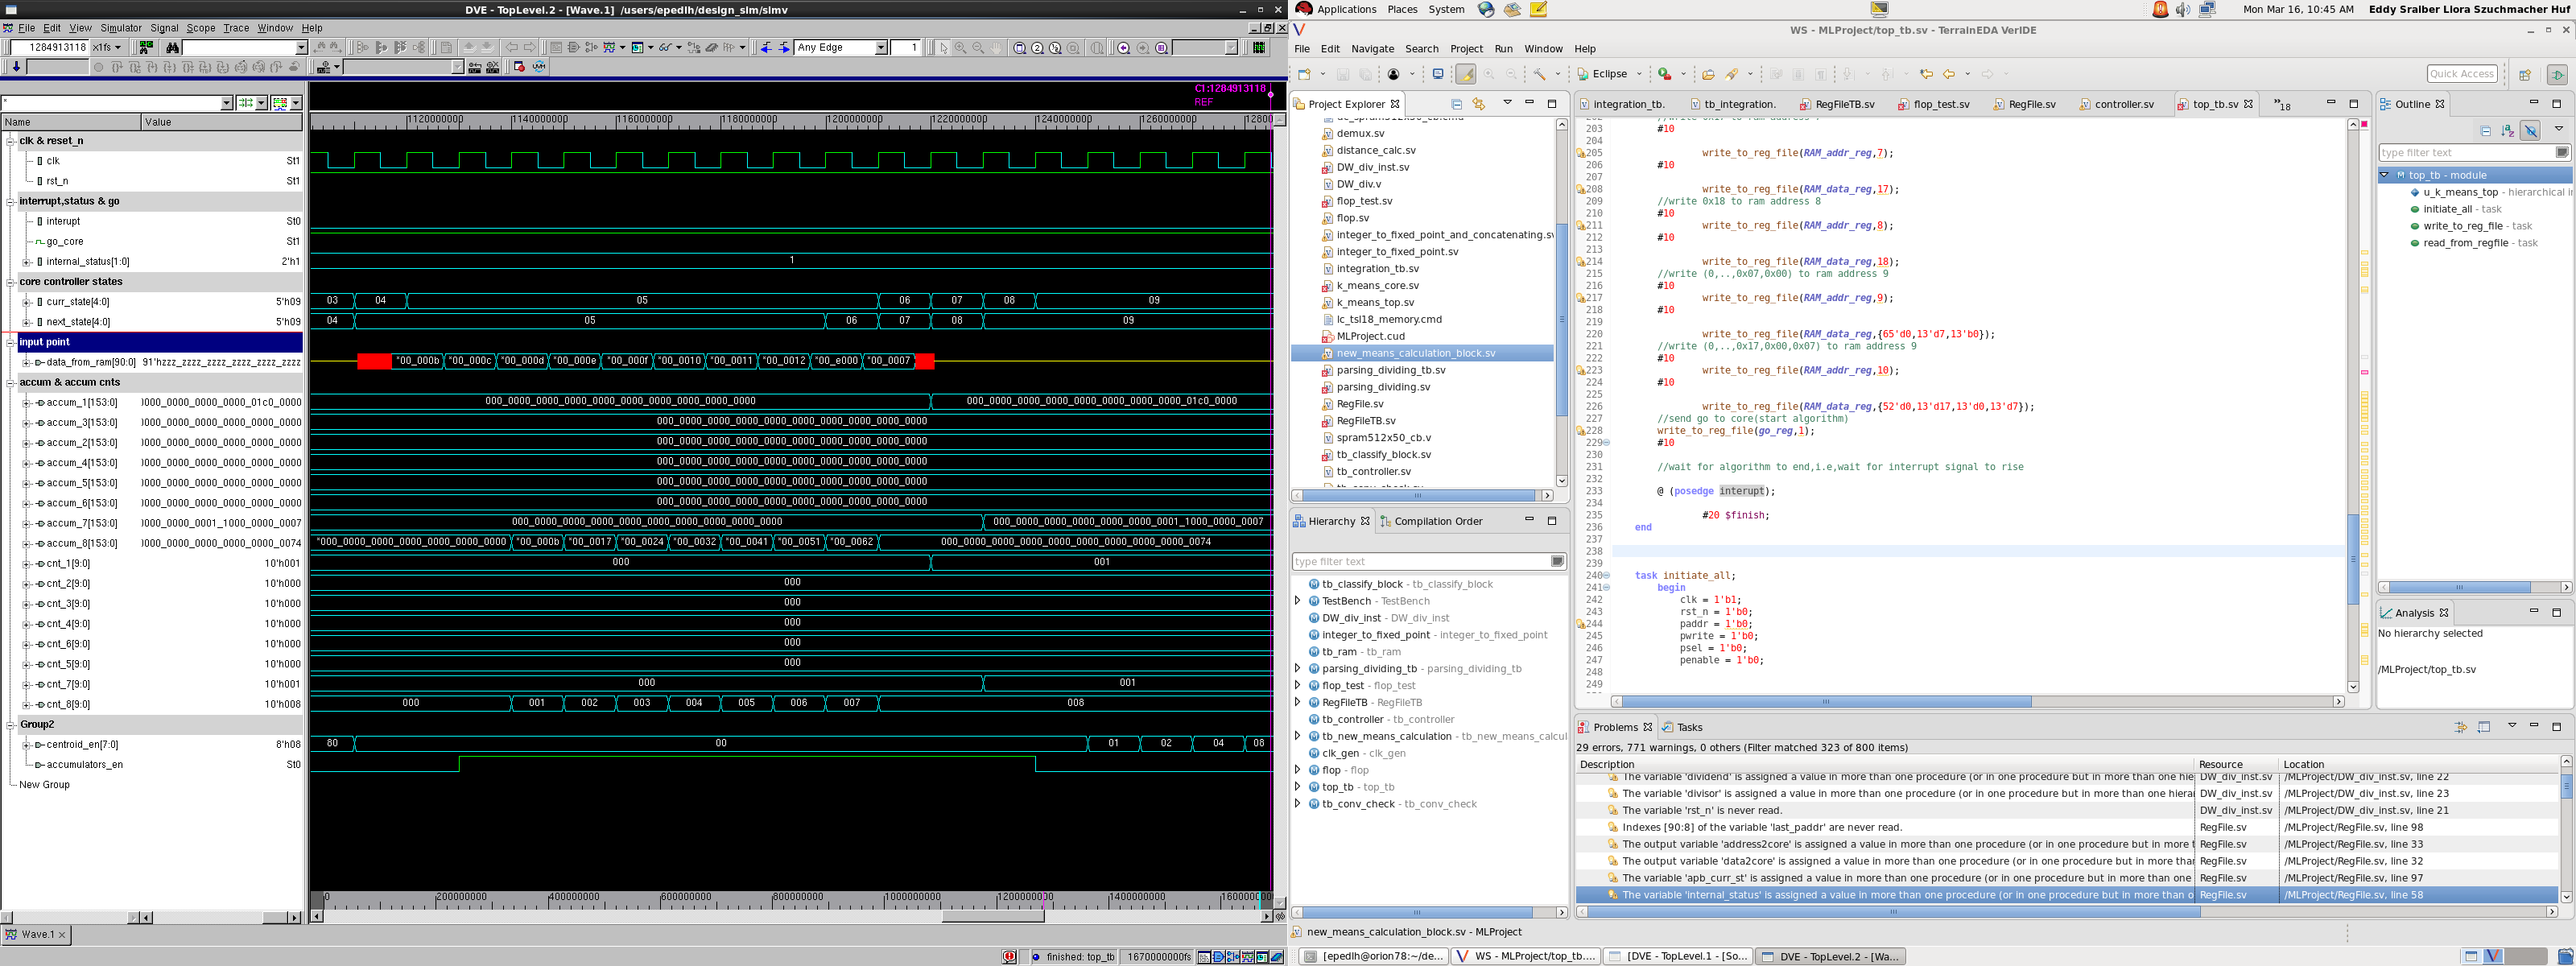 DVE - TopLevel.2 - [Wave.1]  /users/epedlh/design_sim/simv
File Edit View Simulator Signal Scope Trace Window Help
1284913118 x1fs
Any Edge 1
*
Name Value
clk & reset_n
clk St1
rst_n St1
interrupt,status & go
interupt St0
go_core St1
internal_status[1:0] 2'h1
core controller states
curr_state[4:0] 5'h09
next_state[4:0] 5'h09
input point
data_from_ram[90:0] 91'hzzz_zzzz_zzzz_zzzz_zzzz_zzzz
accum & accum cnts
accum_1[153:0] )000_0000_0000_0000_01c0_0000
accum_3[153:0] )000_0000_0000_0000_0000_0000
accum_2[153:0] )000_0000_0000_0000_0000_0000
accum_4[153:0] )000_0000_0000_0000_0000_0000
accum_5[153:0] )000_0000_0000_0000_0000_0000
accum_6[153:0] )000_0000_0000_0000_0000_0000
accum_7[153:0] )000_0000_0001_1000_0000_0007
accum_8[153:0] )000_0000_0000_0000_0000_0074
cnt_1[9:0] 10'h001
cnt_2[9:0] 10'h000
cnt_3[9:0] 10'h000
cnt_4[9:0] 10'h000
cnt_6[9:0] 10'h000
cnt_5[9:0] 10'h000
cnt_7[9:0] 10'h001
cnt_8[9:0] 10'h008
Group2
centroid_en[7:0] 8'h08
accumulators_en St0
New Group
C1:1284913118
REF
1120000000 1140000000 1160000000 1180000000 1200000000 1220000000 1240000000 1260000000 12800
1
03 04 05 06 07 08 09
04 05 06 07 08 09
*00_000b *00_000c *00_000d *00_000e *00_000f *00_0010 *00_0011 *00_0012 *00_e000 *00_0007
000_0000_0000_0000_0000_0000_0000_0000_0000_0000 000_0000_0000_0000_0000_0000_0000_0000_01c0_0000
000_0000_0000_0000_0000_0000_0000_0000_0000_0000
000_0000_0000_0000_0000_0000_0000_0000_0000_0000
000_0000_0000_0000_0000_0000_0000_0000_0000_0000
000_0000_0000_0000_0000_0000_0000_0000_0000_0000
000_0000_0000_0000_0000_0000_0000_0000_0000_0000
000_0000_0000_0000_0000_0000_0000_0000_0000_0000 000_0000_0000_0000_0000_0000_0001_1000_0000_0007
*000_0000_0000_0000_0000_0000_0000 *00_000b *00_0017 *00_0024 *00_0032 *00_0041 *00_0051 *00_0062 000_0000_0000_0000_0000_0000_0000_0000_0000_0074
000 001
000
000
000
000
000
000 001
000 001 002 003 004 005 006 007 008
80 00 01 02 04 08
0 200000000 400000000 600000000 800000000 1000000000 1200000000 1400000000 1600000
Wave.1
finished: top_tb 1670000000fs
Applications Places System
Mon Mar 16, 10:45 AM Eddy Sraiber Llora Szuchmacher Huf
WS - MLProject/top_tb.sv - TerrainEDA VerIDE
File Edit Navigate Search Project Run Window Help
Eclipse
Quick Access
Project Explorer
demux.sv
distance_calc.sv
DW_div_inst.sv
DW_div.v
flop_test.sv
flop.sv
integer_to_fixed_point_and_concatenating.sv
integer_to_fixed_point.sv
integration_tb.sv
k_means_core.sv
k_means_top.sv
lc_tsl18_memory.cmd
MLProject.cud
new_means_calculation_block.sv
parsing_dividing_tb.sv
parsing_dividing.sv
RegFile.sv
RegFileTB.sv
spram512x50_cb.v
tb_classify_block.sv
tb_controller.sv
Hierarchy Compilation Order
type filter text
tb_classify_block - tb_classify_block
TestBench - TestBench
DW_div_inst - DW_div_inst
integer_to_fixed_point - integer_to_fixed_point
tb_ram - tb_ram
parsing_dividing_tb - parsing_dividing_tb
flop_test - flop_test
RegFileTB - RegFileTB
tb_controller - tb_controller
tb_new_means_calculation - tb_new_means_calcul
clk_gen - clk_gen
flop - flop
top_tb - top_tb
tb_conv_check - tb_conv_check
integration_tb. tb_integration. RegFileTB.sv flop_test.sv RegFile.sv controller.sv top_tb.sv »18
203 #10
204
205 write_to_reg_file(RAM_addr_reg,7);
206 #10
207
208 write_to_reg_file(RAM_data_reg,17);
209 //write 0x18 to ram address 8
210 #10
211 write_to_reg_file(RAM_addr_reg,8);
212 #10
213
214 write_to_reg_file(RAM_data_reg,18);
215 //write (0,..,0x07,0x00) to ram address 9
216 #10
217 write_to_reg_file(RAM_addr_reg,9);
218 #10
219
220 write_to_reg_file(RAM_data_reg,{65'd0,13'd7,13'b0});
221 //write (0,..,0x17,0x00,0x07) to ram address 9
222 #10
223 write_to_reg_file(RAM_addr_reg,10);
224 #10
225
226 write_to_reg_file(RAM_data_reg,{52'd0,13'd17,13'd0,13'd7});
227 //send go to core(start algorithm)
228 write_to_reg_file(go_reg,1);
229 #10
230
231 //wait for algorithm to end,i.e,wait for interrupt signal to rise
232
233 @ (posedge interupt);
234
235 #20 $finish;
236 end
237
238
239
240 task initiate_all;
241 begin
242 clk = 1'b1;
243 rst_n = 1'b0;
244 paddr = 1'b0;
245 pwrite = 1'b0;
246 psel = 1'b0;
247 penable = 1'b0;
248
249
Outline
type filter text
top_tb - module
u_k_means_top - hierarchical in
initiate_all - task
write_to_reg_file - task
read_from_regfile - task
Analysis
No hierarchy selected
/MLProject/top_tb.sv
Problems Tasks
29 errors, 771 warnings, 0 others (Filter matched 323 of 800 items)
Description Resource Location
The variable 'dividend' is assigned a value in more than one procedure (or in one procedure but in more than one hie DW_div_inst.sv /MLProject/DW_div_inst.sv, line 22
The variable 'divisor' is assigned a value in more than one procedure (or in one procedure but in more than one hierar DW_div_inst.sv /MLProject/DW_div_inst.sv, line 23
The variable 'rst_n' is never read. DW_div_inst.sv /MLProject/DW_div_inst.sv, line 21
Indexes [90:8] of the variable 'last_paddr' are never read. RegFile.sv /MLProject/RegFile.sv, line 98
The output variable 'address2core' is assigned a value in more than one procedure (or in one procedure but in more t RegFile.sv /MLProject/RegFile.sv, line 33
The output variable 'data2core' is assigned a value in more than one procedure (or in one procedure but in more than RegFile.sv /MLProject/RegFile.sv, line 32
The variable 'apb_curr_st' is assigned a value in more than one procedure (or in one procedure but in more than one RegFile.sv /MLProject/RegFile.sv, line 97
The variable 'internal_status' is assigned a value in more than one procedure (or in one procedure but in more than o RegFile.sv /MLProject/RegFile.sv, line 58
new_means_calculation_block.sv - MLProject
[epedlh@orion78:~/de... WS - MLProject/top_tb.... [DVE - TopLevel.1 - [So... DVE - TopLevel.2 - [Wa...